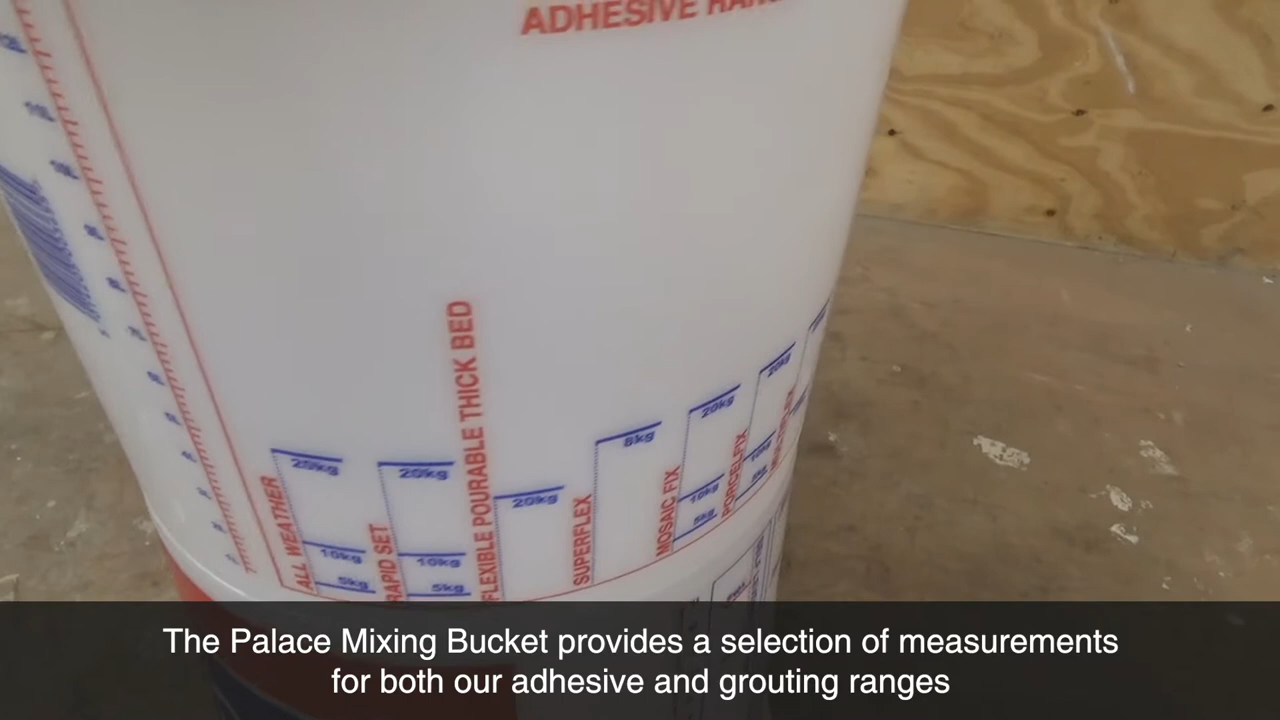 ADHESIVE
ALL WEATHER
20kg
10kg
5kg
RAPID SET
20kg
10kg
5kg
FLEXIBLE POURABLE THICK BED
20kg
SUPERFLEX
8kg
MOSAIC FIX
20kg
10kg
5kg
PORCELFIX
20kg
10kg
5kg
The Palace Mixing Bucket provides a selection of measurements
for both our adhesive and grouting ranges